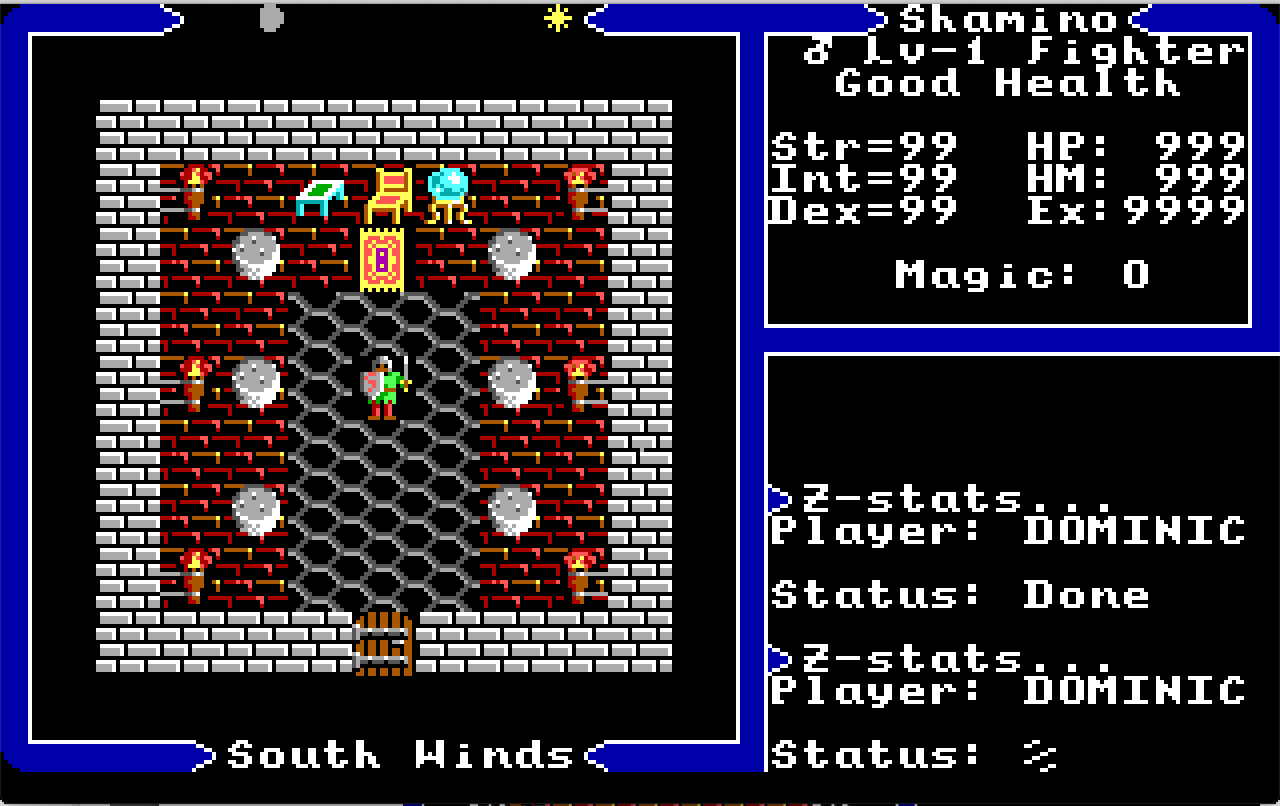 Shamino
♂ Lv-1 Fighter
Good Health
Str=99 HP: 999
Int=99 HM: 999
Dex=99 Ex:9999
Magic: 0
Z-stats...
Player: DOMINIC
Status: Done
Z-stats...
Player: DOMINIC
Status:
South Winds